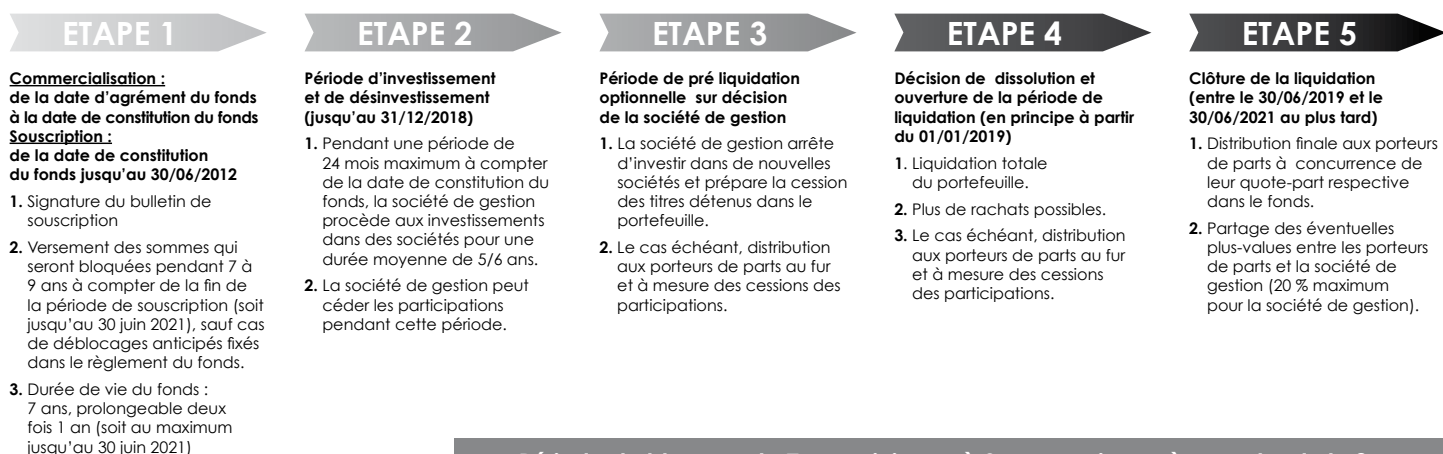 ETAPE 1
Commercialisation :
de la date d'agrément du fonds
à la date de constitution du fonds
Souscription :
de la date de constitution
du fonds jusqu'au 30/06/2012
1. Signature du bulletin de
souscription
2. Versement des sommes qui
seront bloquées pendant 7 à
9 ans à compter de la fin de
la période de souscription (soit
jusqu'au 30 juin 2021), sauf cas
de déblocages anticipés fixés
dans le règlement du fonds.
3. Durée de vie du fonds :
7 ans, prolongeable deux
fois 1 an (soit au maximum
jusqu'au 30 juin 2021)
ETAPE 2
Période d'investissement
et de désinvestissement
(jusqu'au 31/12/2018)
1. Pendant une période de
24 mois maximum à compter
de la date de constitution du
fonds, la société de gestion
procède aux investissements
dans des sociétés pour une
durée moyenne de 5/6 ans.
2. La société de gestion peut
céder les participations
pendant cette période.
ETAPE 3
Période de pré liquidation
optionnelle sur décision
de la société de gestion
1. La société de gestion arrête
d'investir dans de nouvelles
sociétés et prépare la cession
des titres détenus dans le
portefeuille.
2. Le cas échéant, distribution
aux porteurs de parts au fur
et à mesure des cessions des
participations.
ETAPE 4
Décision de dissolution et
ouverture de la période de
liquidation (en principe à partir
du 01/01/2019)
1. Liquidation totale
du portefeuille.
2. Plus de rachats possibles.
3. Le cas échéant, distribution
aux porteurs de parts au fur
et à mesure des cessions
des participations.
ETAPE 5
Clôture de la liquidation
(entre le 30/06/2019 et le
30/06/2021 au plus tard)
1. Distribution finale aux porteurs
de parts à concurrence de
leur quote-part respective
dans le fonds.
2. Partage des éventuelles
plus-values entre les porteurs
de parts et la société de
gestion (20 % maximum
pour la société de gestion).